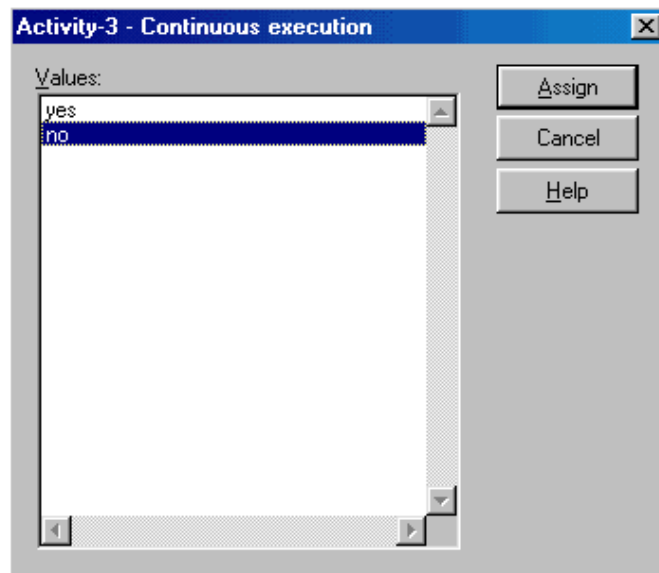 Activity-3 - Continuous execution
Values:
yes
no
Assign
Cancel
Help